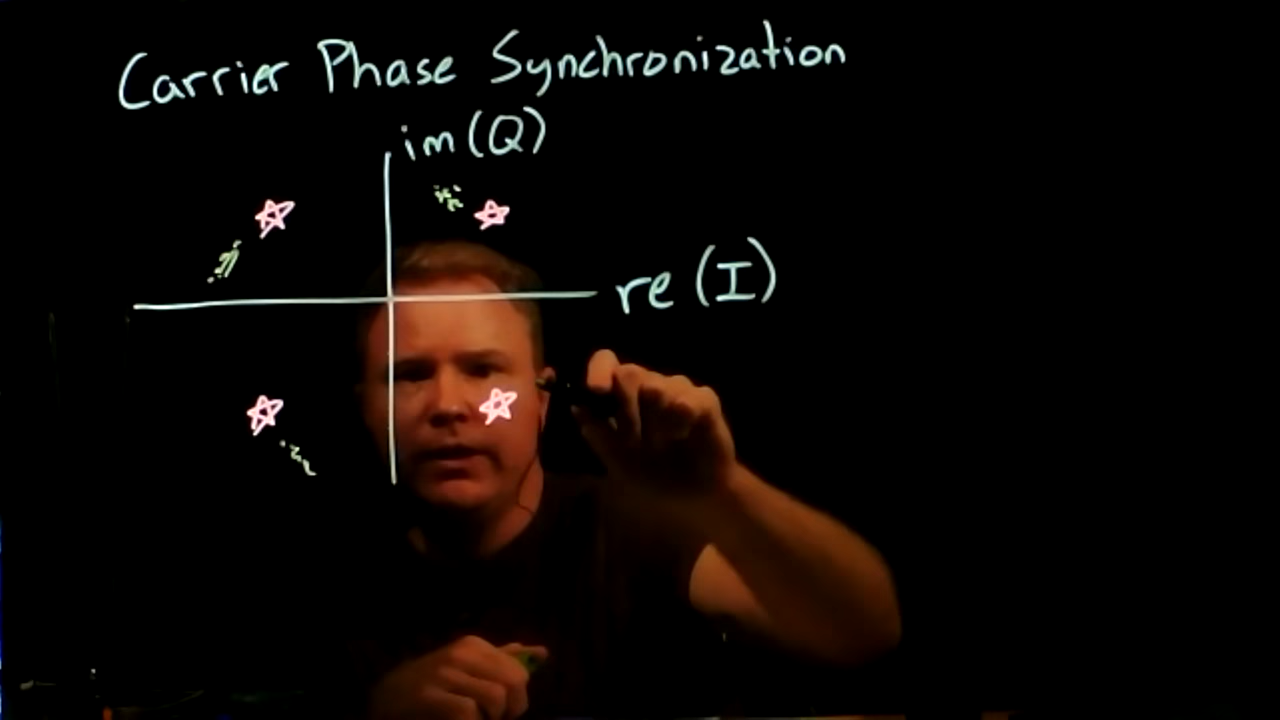 Carrier Phase Synchronization
im (Q)
re (I)